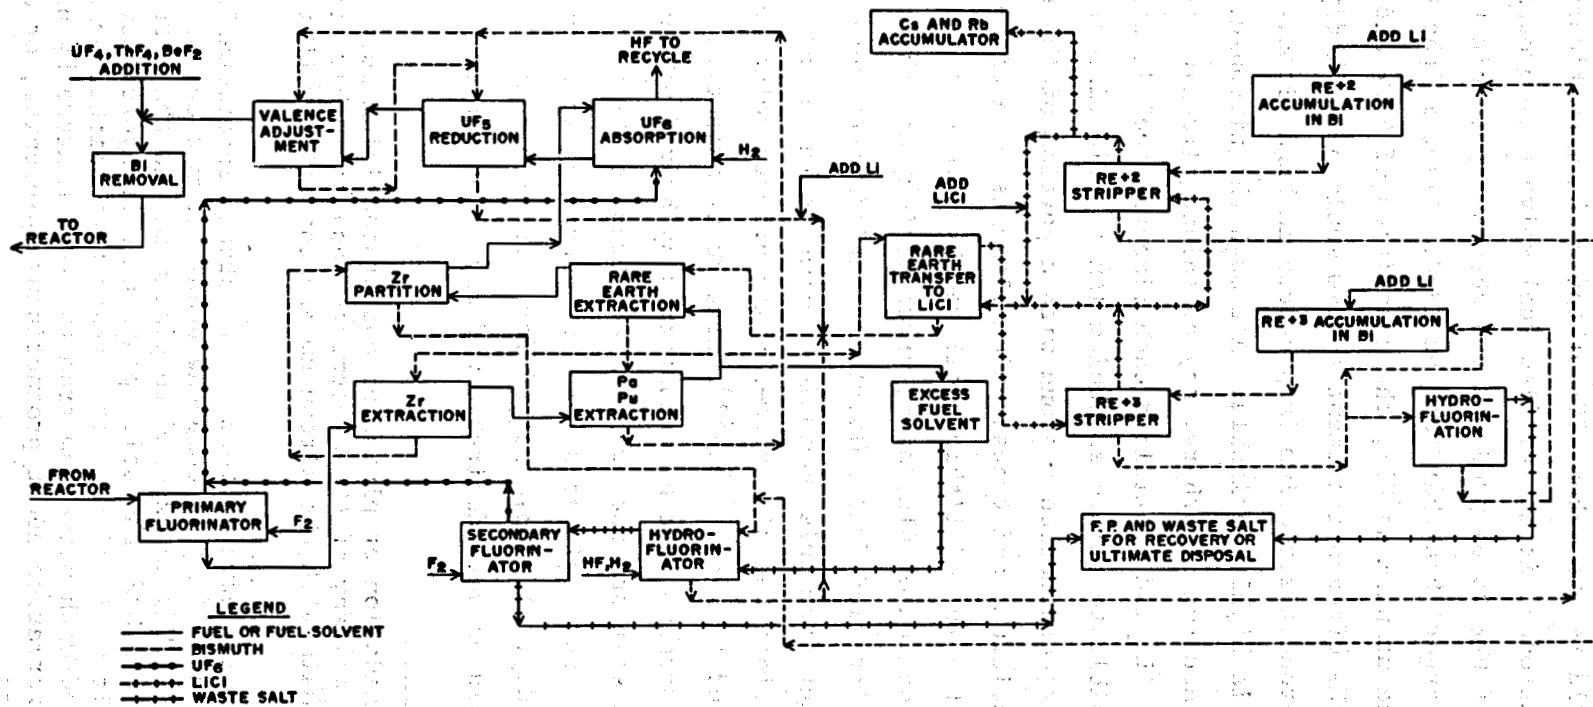 UF4, ThF4, BeF2
ADDITION
VALENCE
ADJUST-
MENT
BI
REMOVAL
TO
REACTOR
UF5
REDUCTION
HF TO
RECYCLE
UF6
ABSORPTION
H2
ADD LI
Cs AND Rb
ACCUMULATOR
ADD LI
RE+2
ACCUMULATION
IN BI
RE+2
STRIPPER
ADD
LICI
Zr
PARTITION
RARE
EARTH
EXTRACTION
RARE
EARTH
TRANSFER
TO
LICI
ADD LI
RE+3 ACCUMULATION
IN BI
Zr
EXTRACTION
Pa
Pu
EXTRACTION
EXCESS
FUEL
SOLVENT
RE+3
STRIPPER
HYDRO-
FLUORIN-
ATION
FROM
REACTOR
PRIMARY
FLUORINATOR
F2
SECONDARY
FLUORIN-
ATOR
F2
HYDRO-
FLUORIN-
ATOR
HF, H2
F.P. AND WASTE SALT
FOR RECOVERY OR
ULTIMATE DISPOSAL
LEGEND
FUEL OR FUEL-SOLVENT
BISMUTH
UF6
LICI
WASTE SALT